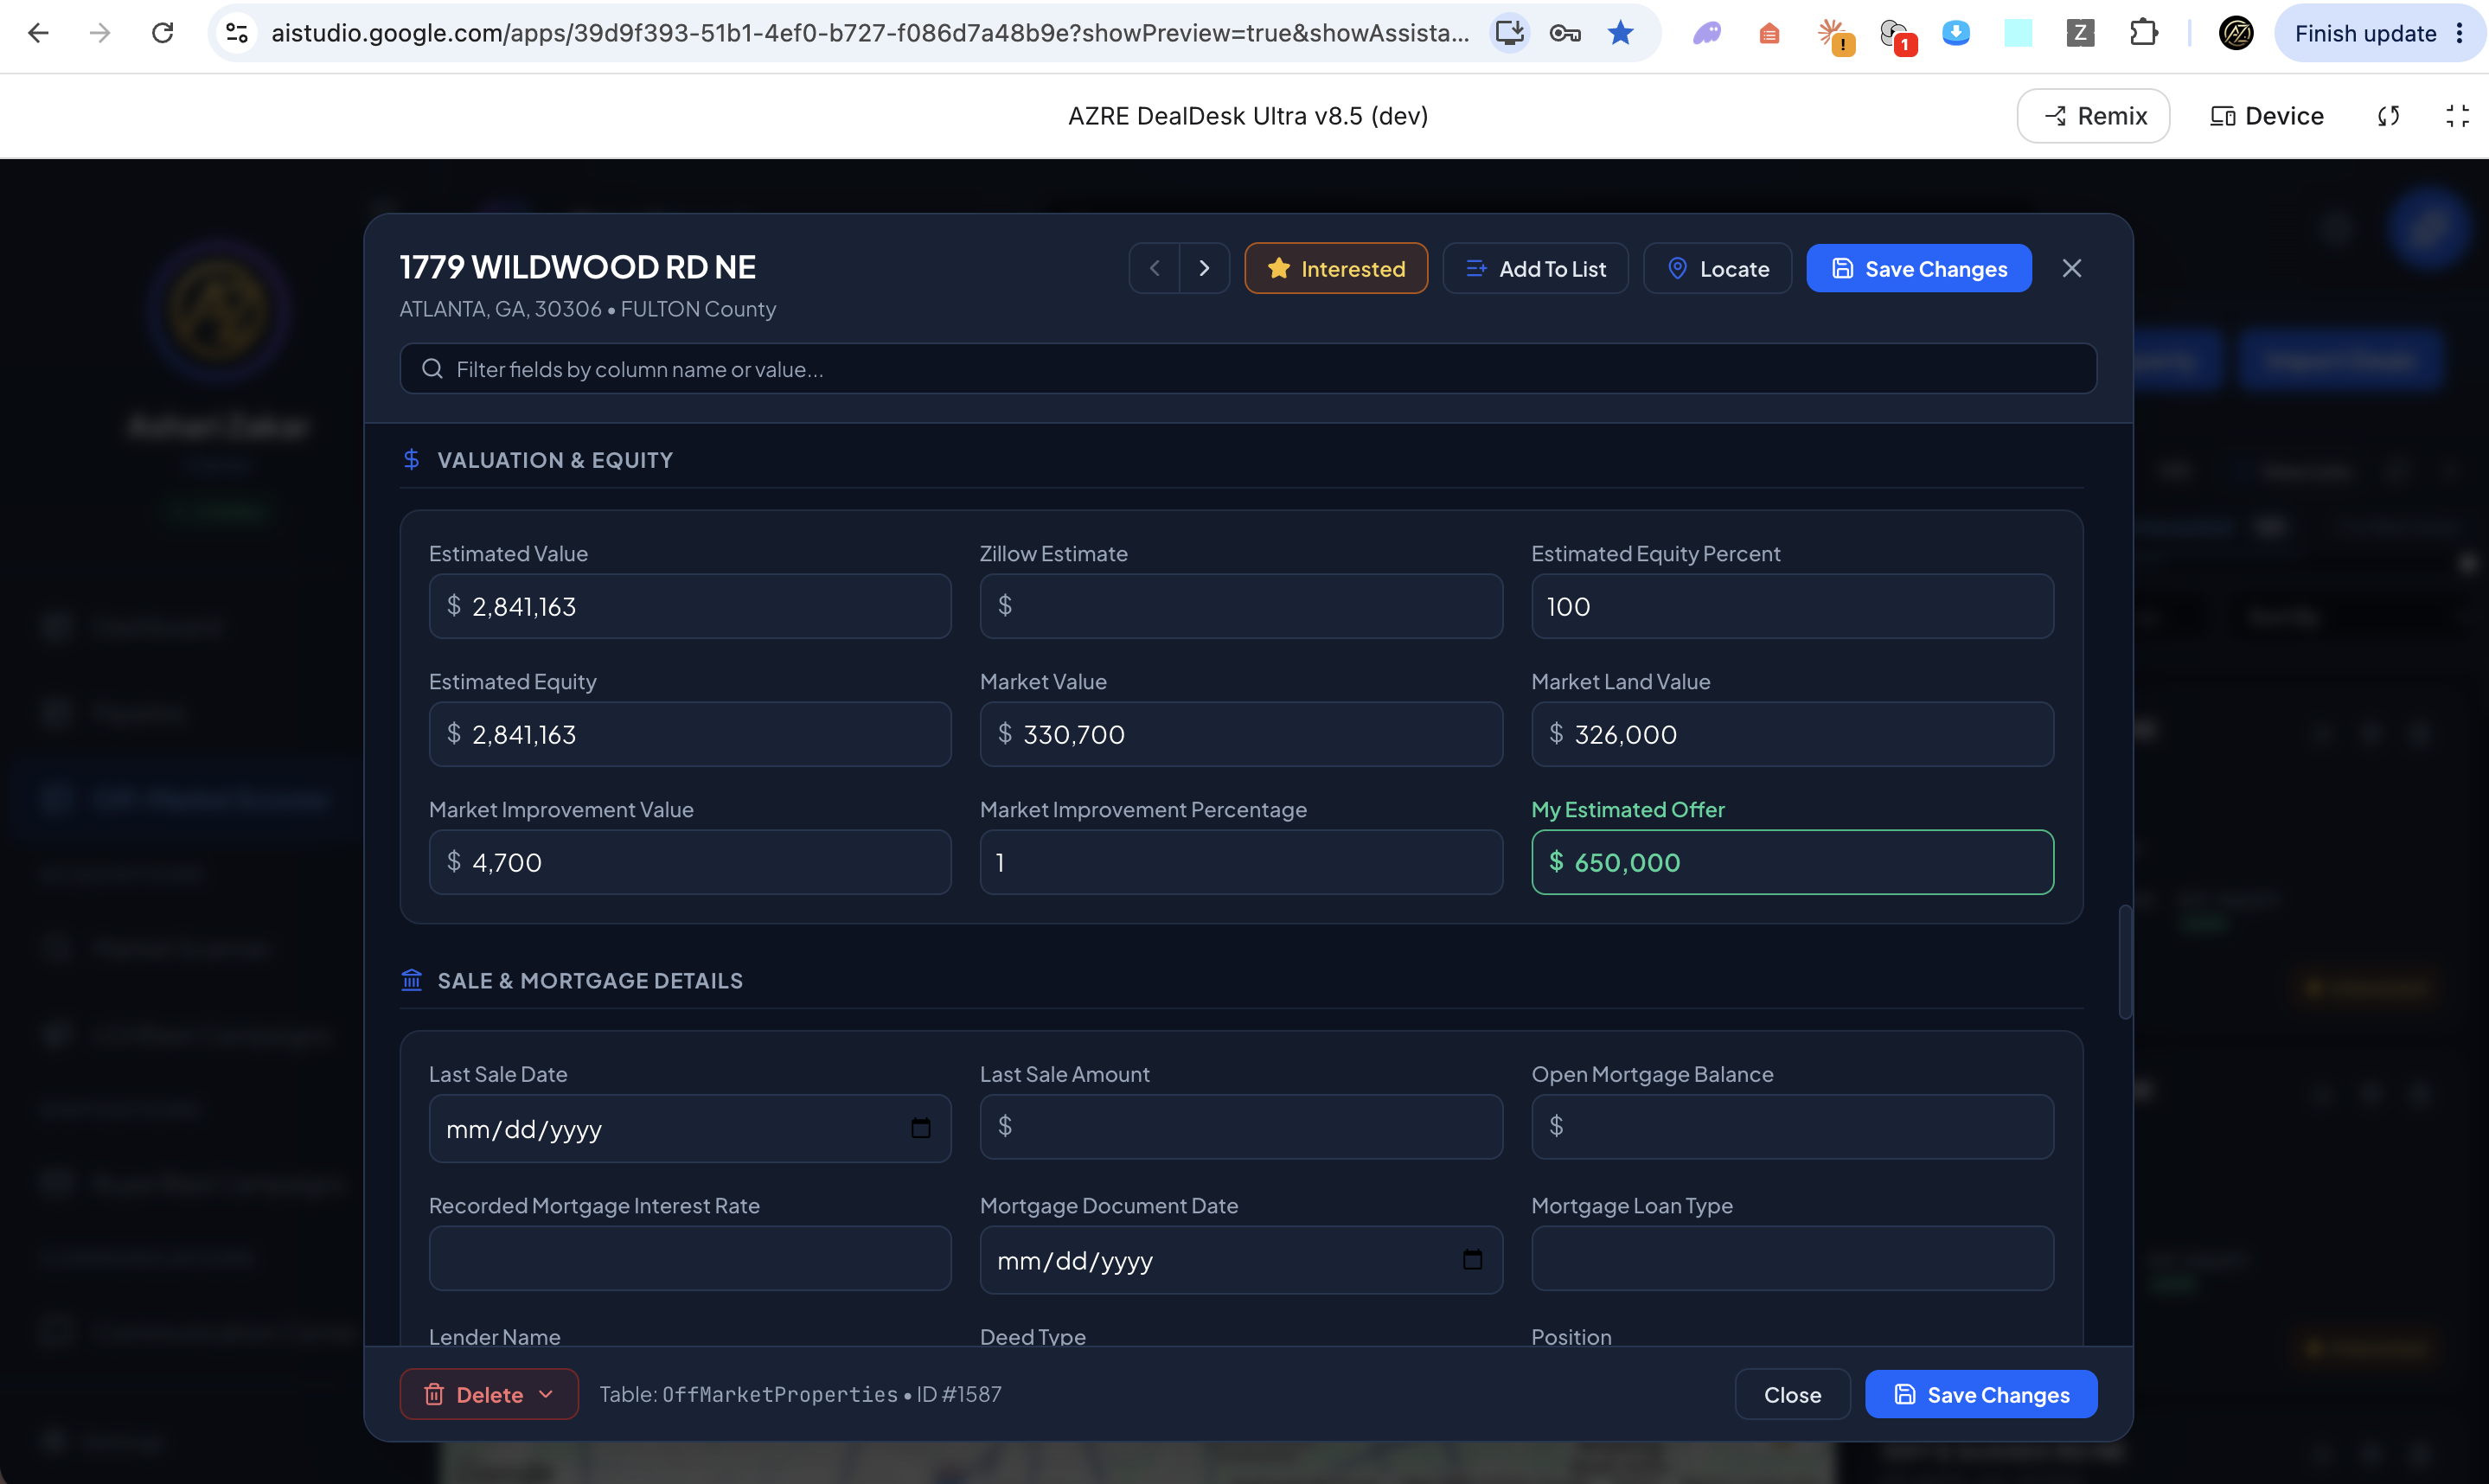 aistudio.google.com/apps/39d9f393-51b1-4ef0-b727-f086d7a48b9e?showPreview=true&showAssista...
!
1
Z
Finish update
AZRE DealDesk Ultra v8.5 (dev)
Remix
Device
1779 WILDWOOD RD NE
Interested
Add To List
Locate
Save Changes
ATLANTA, GA, 30306 • FULTON County
Filter fields by column name or value...
VALUATION & EQUITY
Estimated Value
Zillow Estimate
Estimated Equity Percent
$ 2,841,163
$
100
Estimated Equity
Market Value
Market Land Value
$ 2,841,163
$ 330,700
$ 326,000
Market Improvement Value
Market Improvement Percentage
My Estimated Offer
$ 4,700
1
$ 650,000
SALE & MORTGAGE DETAILS
Last Sale Date
Last Sale Amount
Open Mortgage Balance
mm/dd/yyyy
$
$
Recorded Mortgage Interest Rate
Mortgage Document Date
Mortgage Loan Type
mm/dd/yyyy
Lender Name
Deed Type
Position
Delete
Table: OffMarketProperties • ID #1587
Close
Save Changes